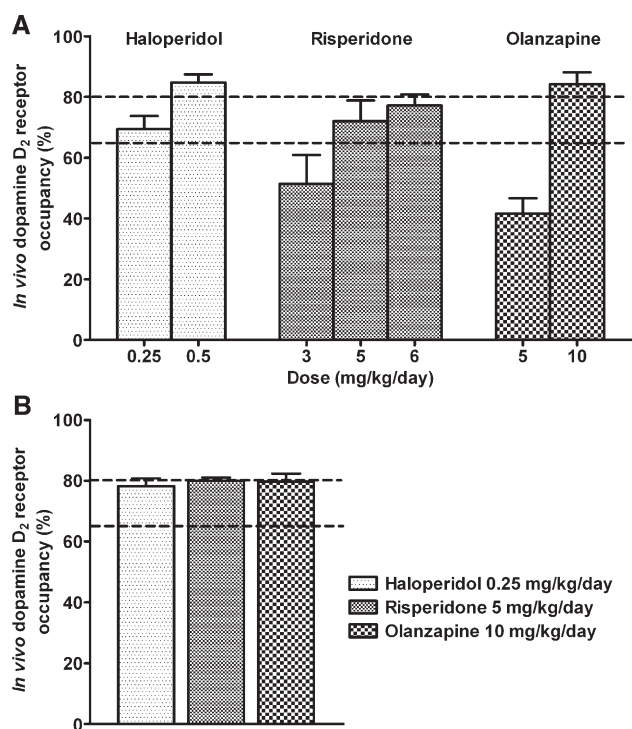 A
100
80
60
40
20
0
Haloperidol
Risperidone
Olanzapine
In vivo dopamine D2 receptor
occupancy (%)
0.25 0.5 3 5 6 5 10
Dose (mg/kg/day)
B
100
80
60
40
20
0
In vivo dopamine D2 receptor
occupancy (%)
Haloperidol 0.25 mg/kg/day
Risperidone 5 mg/kg/day
Olanzapine 10 mg/kg/day